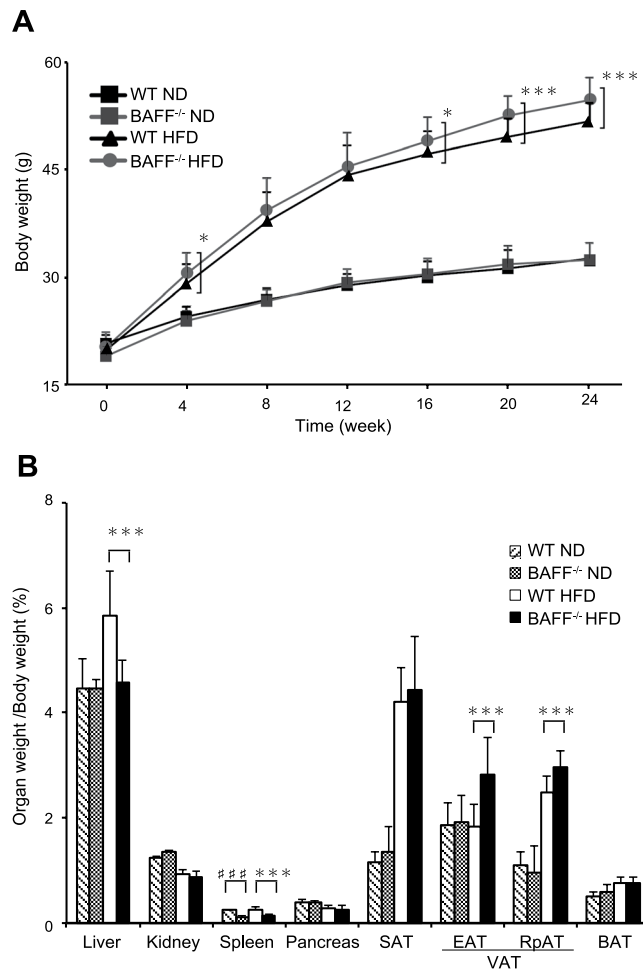 A
60
45
30
15
Body weight (g)
WT ND
BAFF-/- ND
WT HFD
BAFF-/- HFD
*
*
***
***
0 4 8 12 16 20 24
Time (week)
B
8
6
4
2
0
Organ weight /Body weight (%)
***
WT ND
BAFF-/- ND
WT HFD
BAFF-/- HFD
*** ***
♯♯♯ ***
Liver Kidney Spleen Pancreas SAT EAT RpAT BAT
VAT